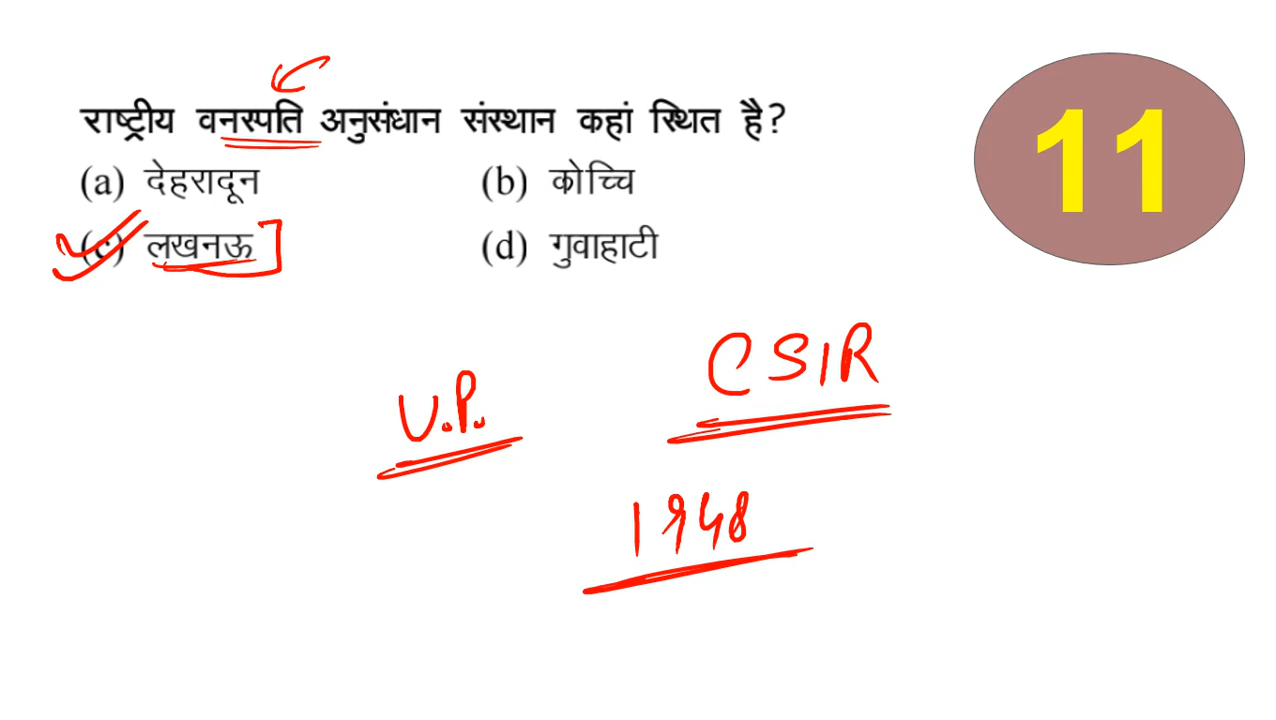 राष्ट्रीय वनस्पति अनुसंधान संस्थान कहां स्थित है?
(a) देहरादून (b) कोच्चि
(c) लखनऊ (d) गुवाहाटी
11
U.P. CSIR
1948